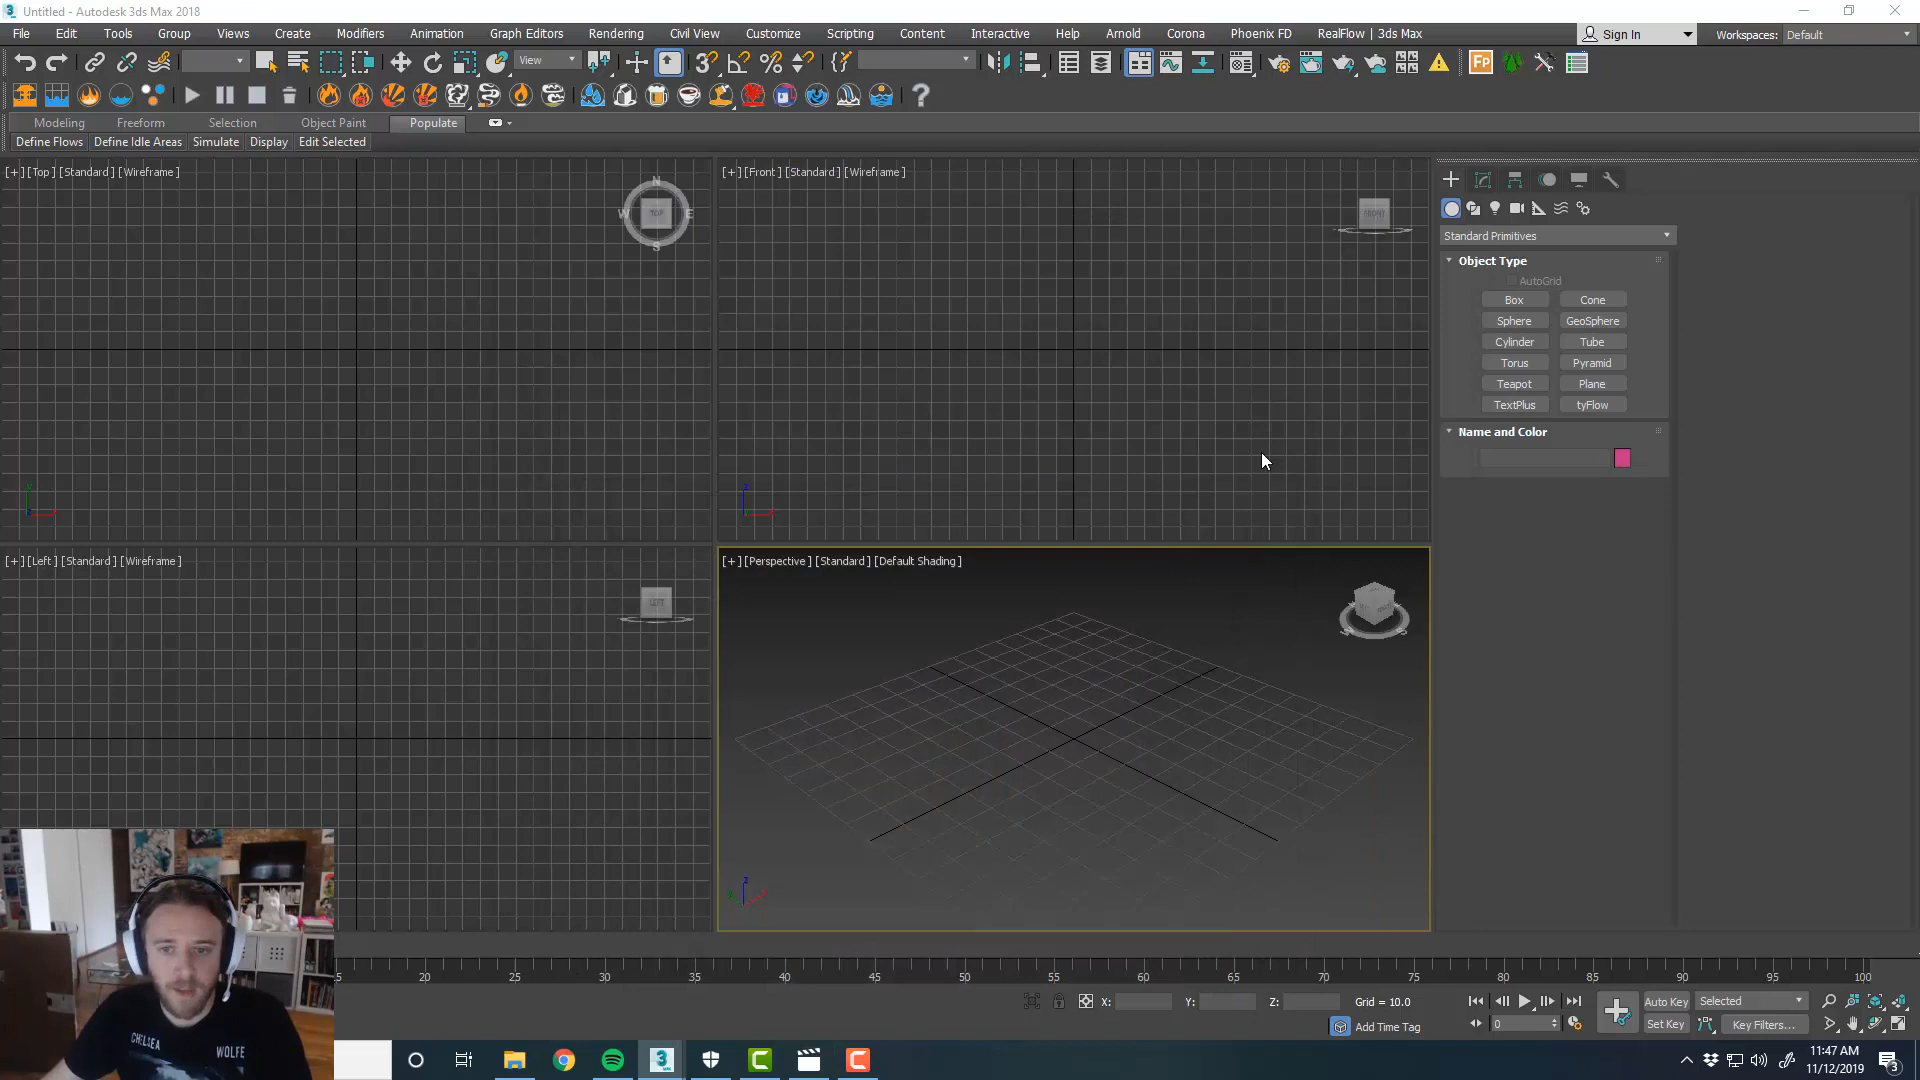 Untitled - Autodesk 3ds Max 2018
File Edit Tools Group Views Create Modifiers Animation Graph Editors Rendering Civil View Customize Scripting Content Interactive Help Arnold Corona Phoenix FD RealFlow | 3ds Max Sign In Workspaces: Default
View
Modeling Freeform Selection Object Paint Populate
Define Flows Define Idle Areas Simulate Display Edit Selected
[+] [Top] [Standard] [Wireframe]
N
W TOP E
S
[+] [Front] [Standard] [Wireframe]
FRONT
Standard Primitives
Object Type
AutoGrid
Box Cone
Sphere GeoSphere
Cylinder Tube
Torus Pyramid
Teapot Plane
TextPlus tyFlow
Name and Color
[+] [Left] [Standard] [Wireframe]
LEFT
[+] [Perspective] [Standard] [Default Shading]
CHELSEA
WOLFE
20 25 30 35 40 45 50 55 60 65 70 75 80 85 90 95 100
X: Y: Z: Grid = 10.0
Add Time Tag
0
Auto Key Selected
Set Key Key Filters...
11:47 AM
11/12/2019
3